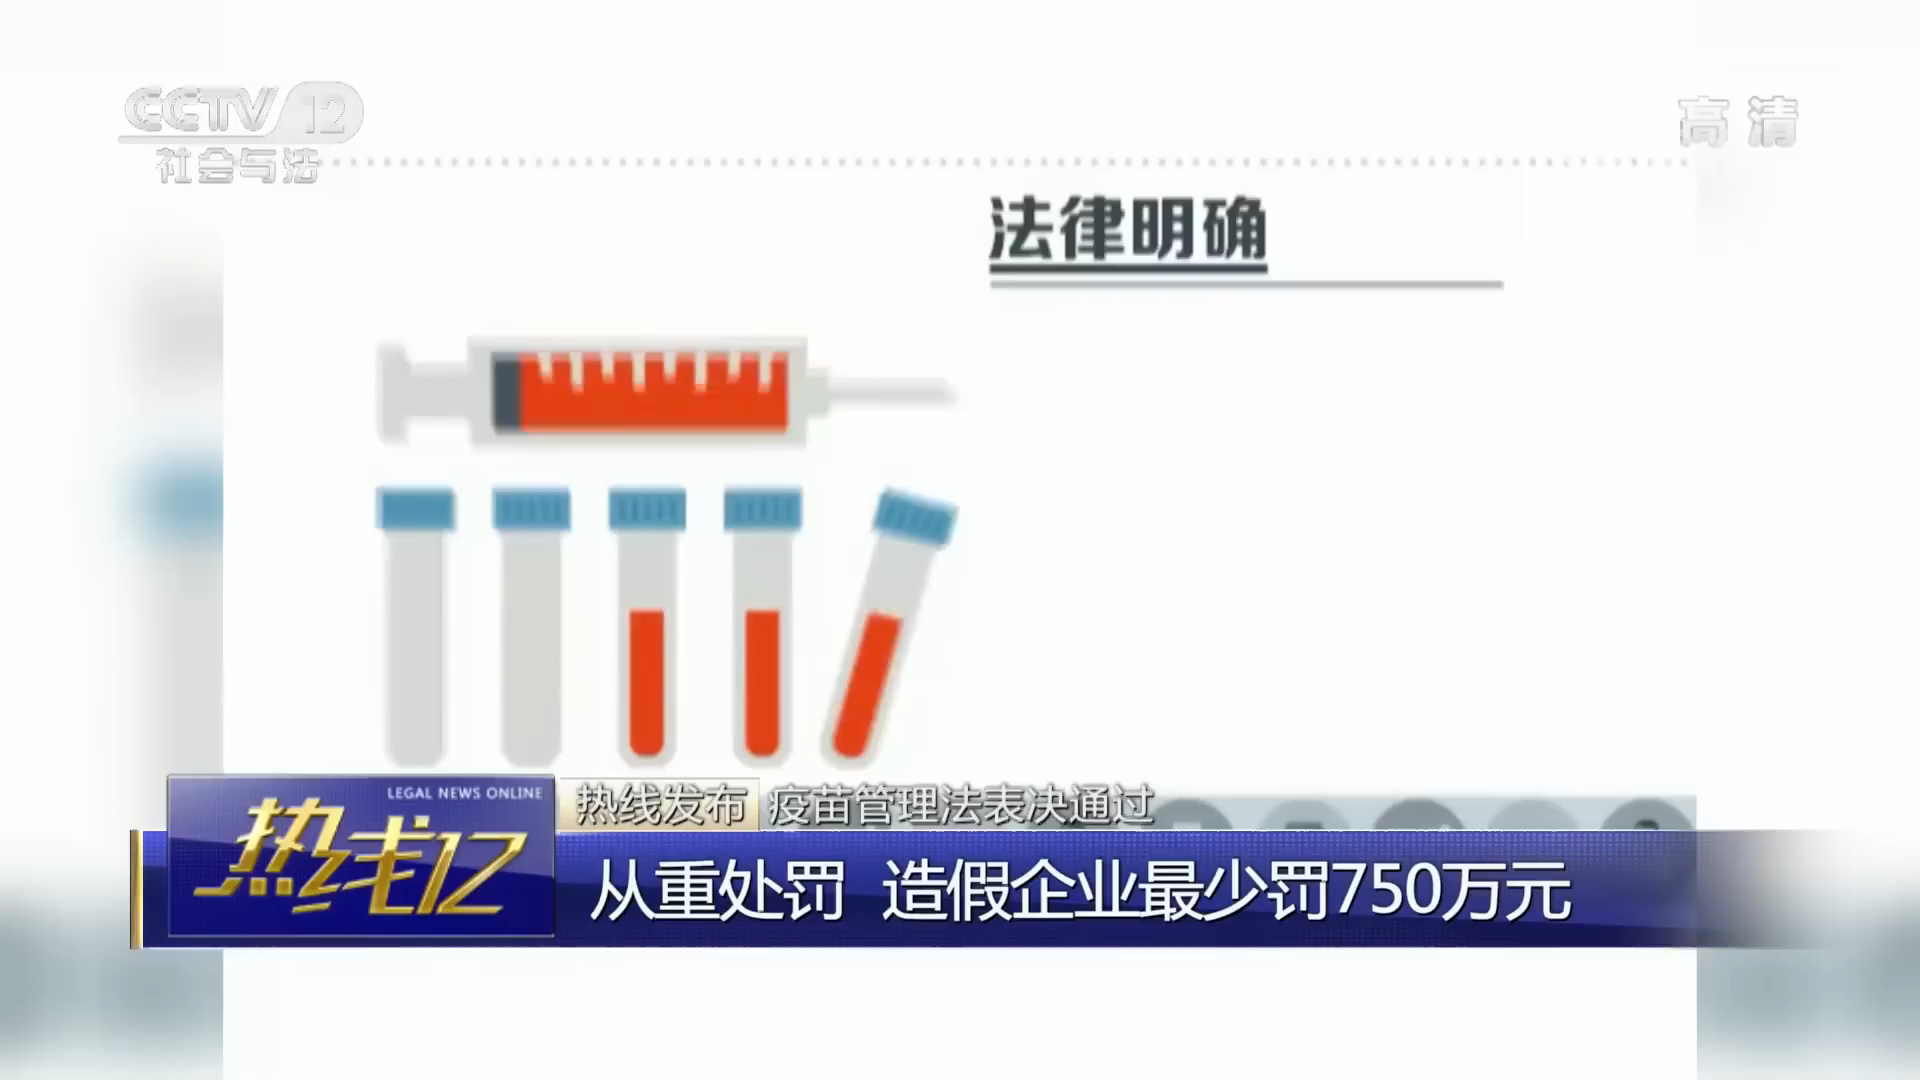 CCTV 12
社会与法
高清
法律明确
LEGAL NEWS ONLINE
热线12
热线发布 疫苗管理法表决通过
从重处罚 造假企业最少罚750万元